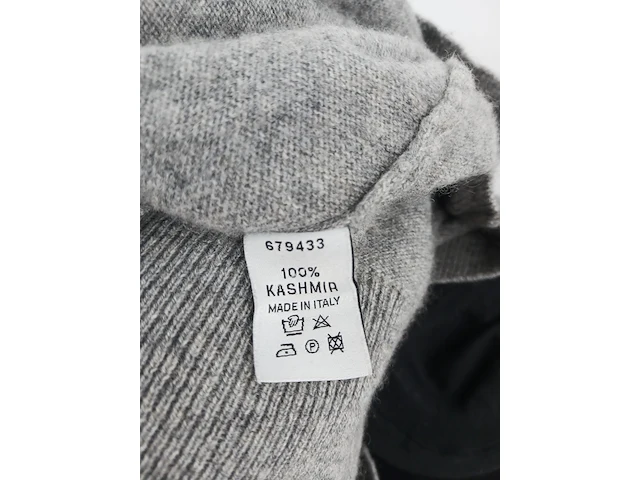 679433
100%
KASHMIR
MADE IN ITALY
P